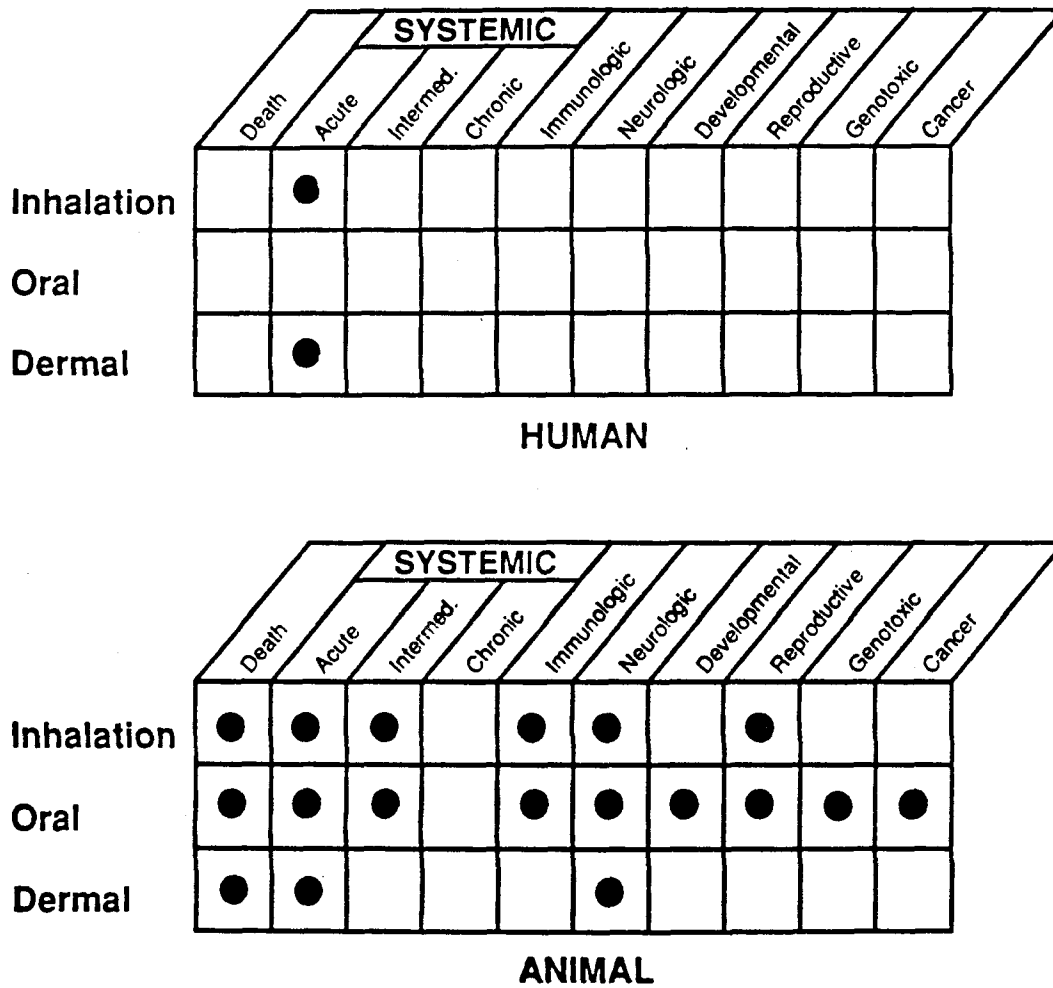 SYSTEMIC
Death
Acute
Intermed.
Chronic
Immunologic
Neurologic
Developmental
Reproductive
Genotoxic
Cancer
Inhalation
Oral
Dermal
HUMAN
SYSTEMIC
Death
Acute
Intermed.
Chronic
Immunologic
Neurologic
Developmental
Reproductive
Genotoxic
Cancer
Inhalation
Oral
Dermal
ANIMAL